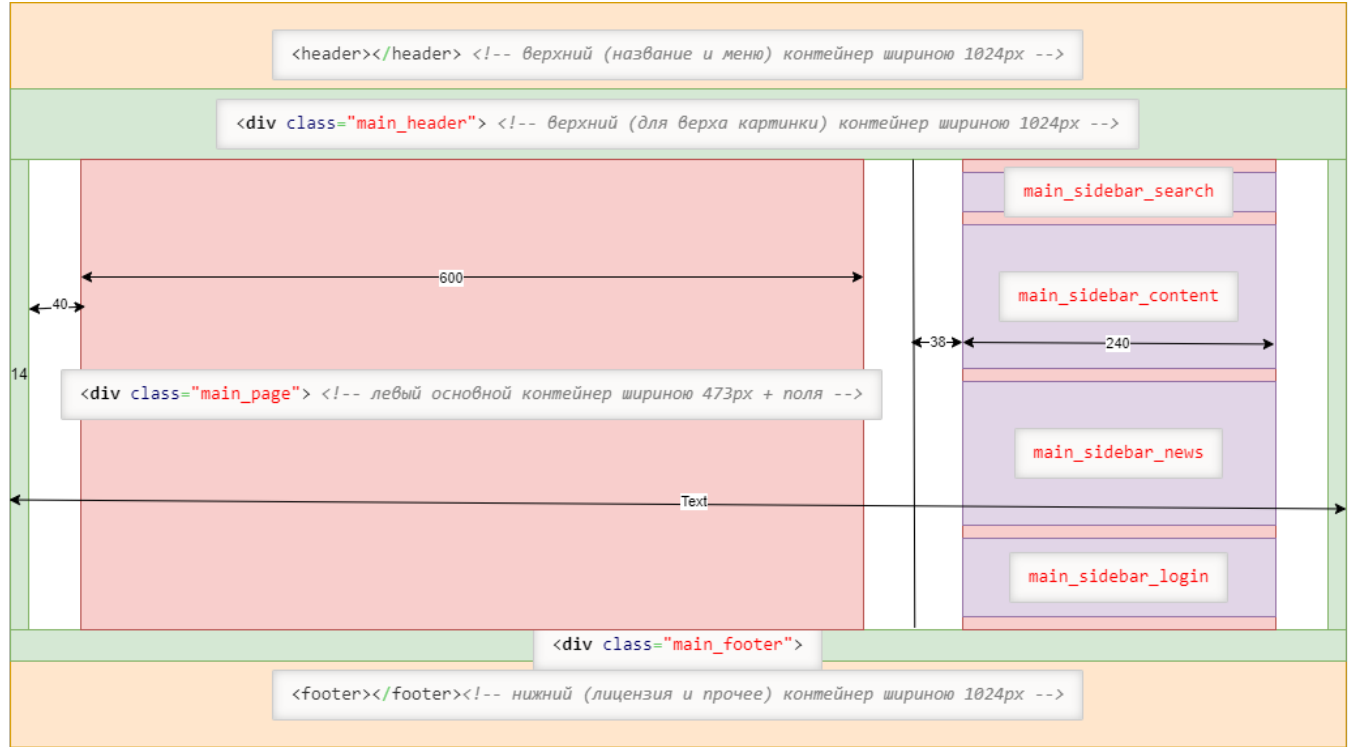 <header></header> <!-- верхний (название и меню) контейнер шириною 1024px -->
<div class="main_header"> <!-- верхний (для верха картинки) контейнер шириною 1024px -->
main_sidebar_search
600
40
main_sidebar_content
38
240
14
<div class="main_page"> <!-- левый основной контейнер шириною 473px + поля -->
main_sidebar_news
Text
main_sidebar_login
<div class="main_footer">
<footer></footer><!-- нижний (лицензия и прочее) контейнер шириною 1024px -->